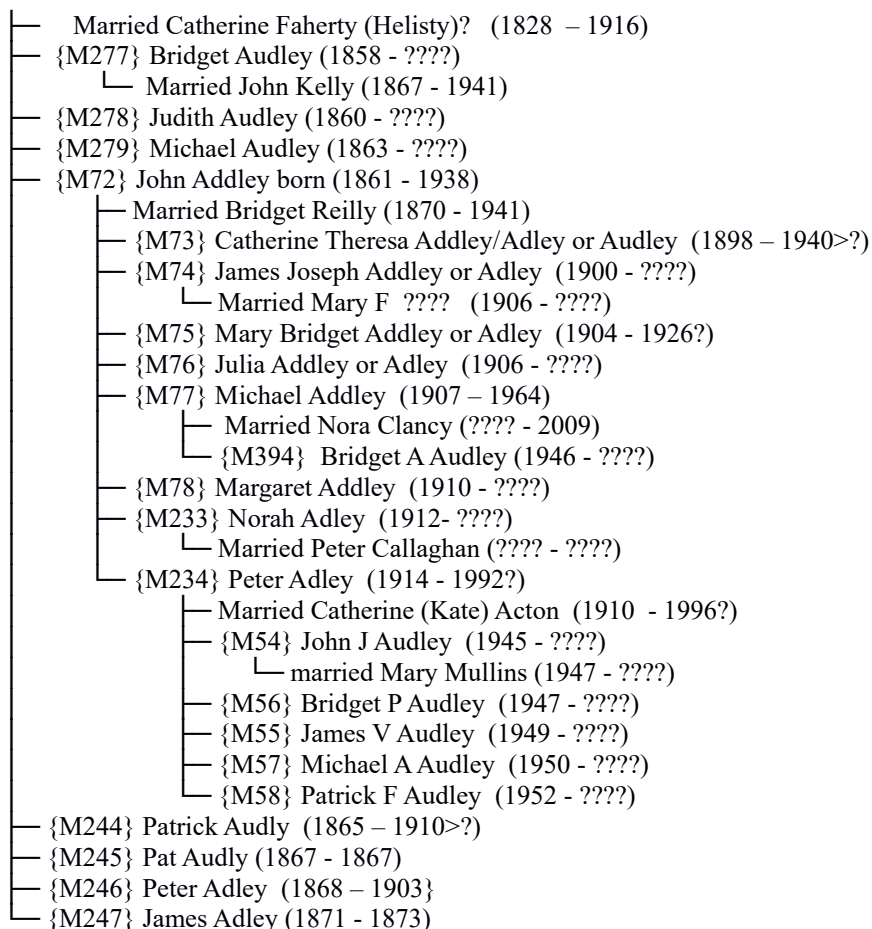 Married Catherine Faherty (Helisty)? (1828 – 1916)
{M277} Bridget Audley (1858 - ????)
Married John Kelly (1867 - 1941)
{M278} Judith Audley (1860 - ????)
{M279} Michael Audley (1863 - ????)
{M72} John Addley born (1861 - 1938)
Married Bridget Reilly (1870 - 1941)
{M73} Catherine Theresa Addley/Adley or Audley (1898 – 1940>?)
{M74} James Joseph Addley or Adley (1900 - ????)
Married Mary F ???? (1906 - ????)
{M75} Mary Bridget Addley or Adley (1904 - 1926?)
{M76} Julia Addley or Adley (1906 - ????)
{M77} Michael Addley (1907 – 1964)
Married Nora Clancy (???? - 2009)
{M394} Bridget A Audley (1946 - ????)
{M78} Margaret Addley (1910 - ????)
{M233} Norah Adley (1912- ????)
Married Peter Callaghan (???? - ????)
{M234} Peter Adley (1914 - 1992?)
Married Catherine (Kate) Acton (1910 - 1996?)
{M54} John J Audley (1945 - ????)
married Mary Mullins (1947 - ????)
{M56} Bridget P Audley (1947 - ????)
{M55} James V Audley (1949 - ????)
{M57} Michael A Audley (1950 - ????)
{M58} Patrick F Audley (1952 - ????)
{M244} Patrick Audly (1865 – 1910>?)
{M245} Pat Audly (1867 - 1867)
{M246} Peter Adley (1868 – 1903}
{M247} James Adley (1871 - 1873)